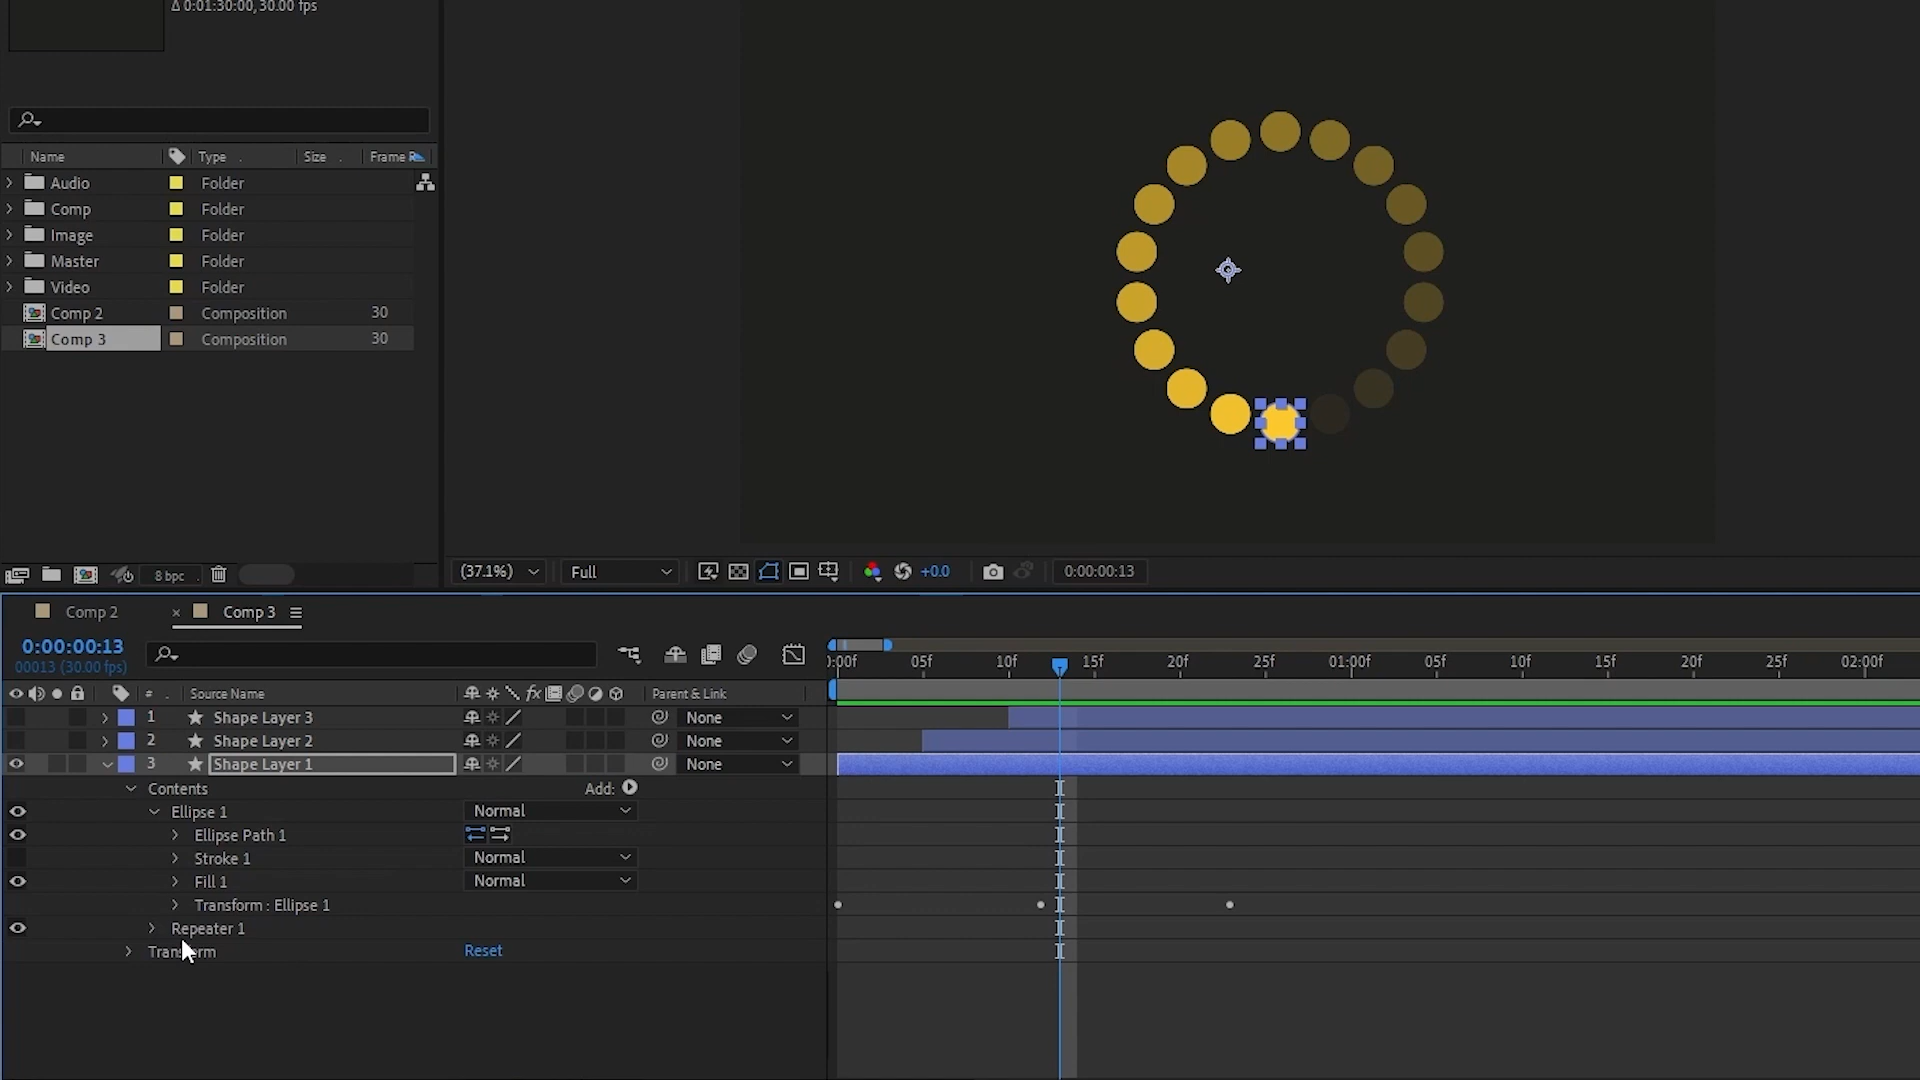 Δ 0:01:30:00, 30.00 fps
Name Type Size Frame R
Audio Folder
Comp Folder
Image Folder
Master Folder
Video Folder
Comp 2 Composition 30
Comp 3 Composition 30
8 bpc
(37.1%) Full +0.0 0:00:00:13
Comp 2 × Comp 3
0:00:00:13
00013 (30.00 fps)
):00f 05f 10f 15f 20f 25f 01:00f 05f 10f 15f 20f 25f 02:00f
# Source Name fx Parent & Link
1 Shape Layer 3 None
2 Shape Layer 2 None
3 Shape Layer 1 None
Contents Add:
Ellipse 1 Normal
Ellipse Path 1
Stroke 1 Normal
Fill 1 Normal
Transform : Ellipse 1
Repeater 1
Transform Reset